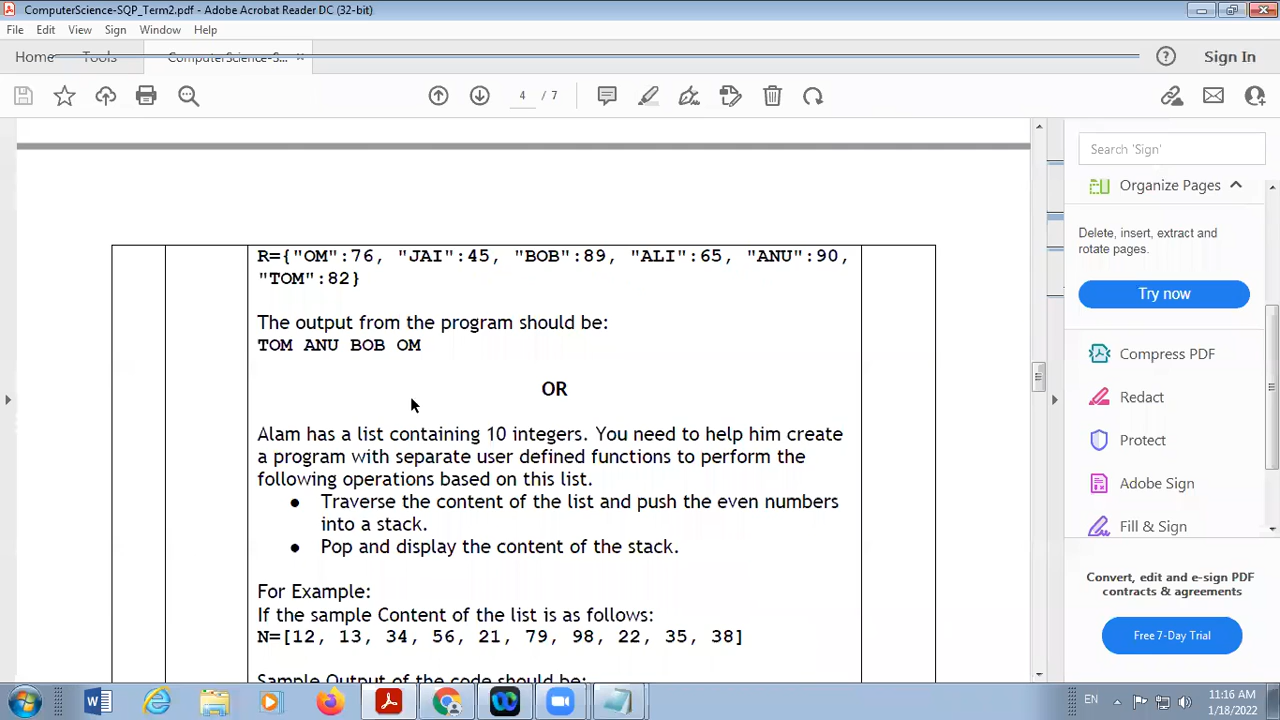 ComputerScience-SQP_Term2.pdf - Adobe Acrobat Reader DC (32-bit)
File Edit View Sign Window Help
Home Tools ComputerScience-S... × ? Sign In
4 / 7
R={"OM":76, "JAI":45, "BOB":89, "ALI":65, "ANU":90,
"TOM":82}
The output from the program should be:
TOM ANU BOB OM
OR
Alam has a list containing 10 integers. You need to help him create
a program with separate user defined functions to perform the
following operations based on this list.
● Traverse the content of the list and push the even numbers
into a stack.
● Pop and display the content of the stack.
For Example:
If the sample Content of the list is as follows:
N=[12, 13, 34, 56, 21, 79, 98, 22, 35, 38]
Sample Output of the code should be:
Search 'Sign'
Organize Pages
Delete, insert, extract and
rotate pages.
Try now
Compress PDF
Redact
Protect
Adobe Sign
Fill & Sign
Convert, edit and e-sign PDF
contracts & agreements
Free 7-Day Trial
EN
11:16 AM
1/18/2022